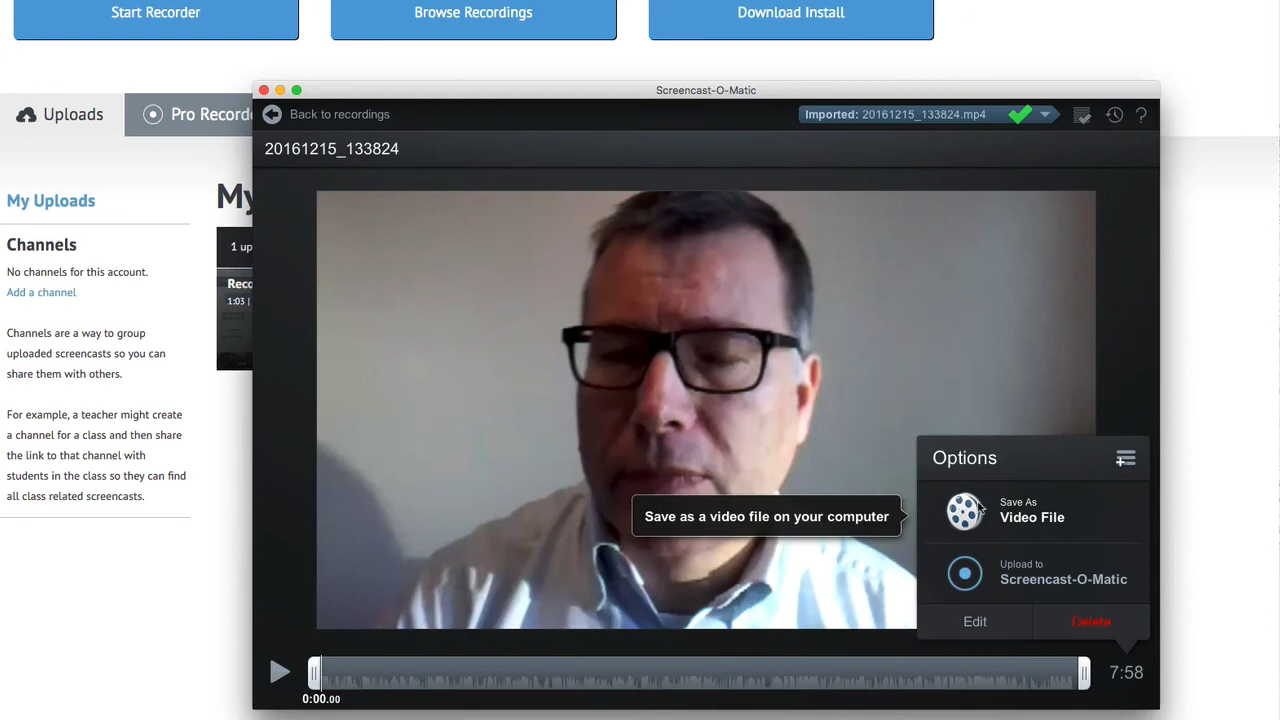 Start Recorder
Browse Recordings
Download Install
Uploads
Pro Recorde
My Uploads
Channels
No channels for this account.
Add a channel
Channels are a way to group
uploaded screencasts so you can
share them with others.
For example, a teacher might create
a channel for a class and then share
the link to that channel with
students in the class so they can find
all class related screencasts.
My
1 up
Reco
1:03 |
Screencast-O-Matic
Back to recordings
Imported: 20161215_133824.mp4
?
20161215_133824
Options
Save as a video file on your computer
Save As
Video File
Upload to
Screencast-O-Matic
Edit
Delete
7:58
0:00.00